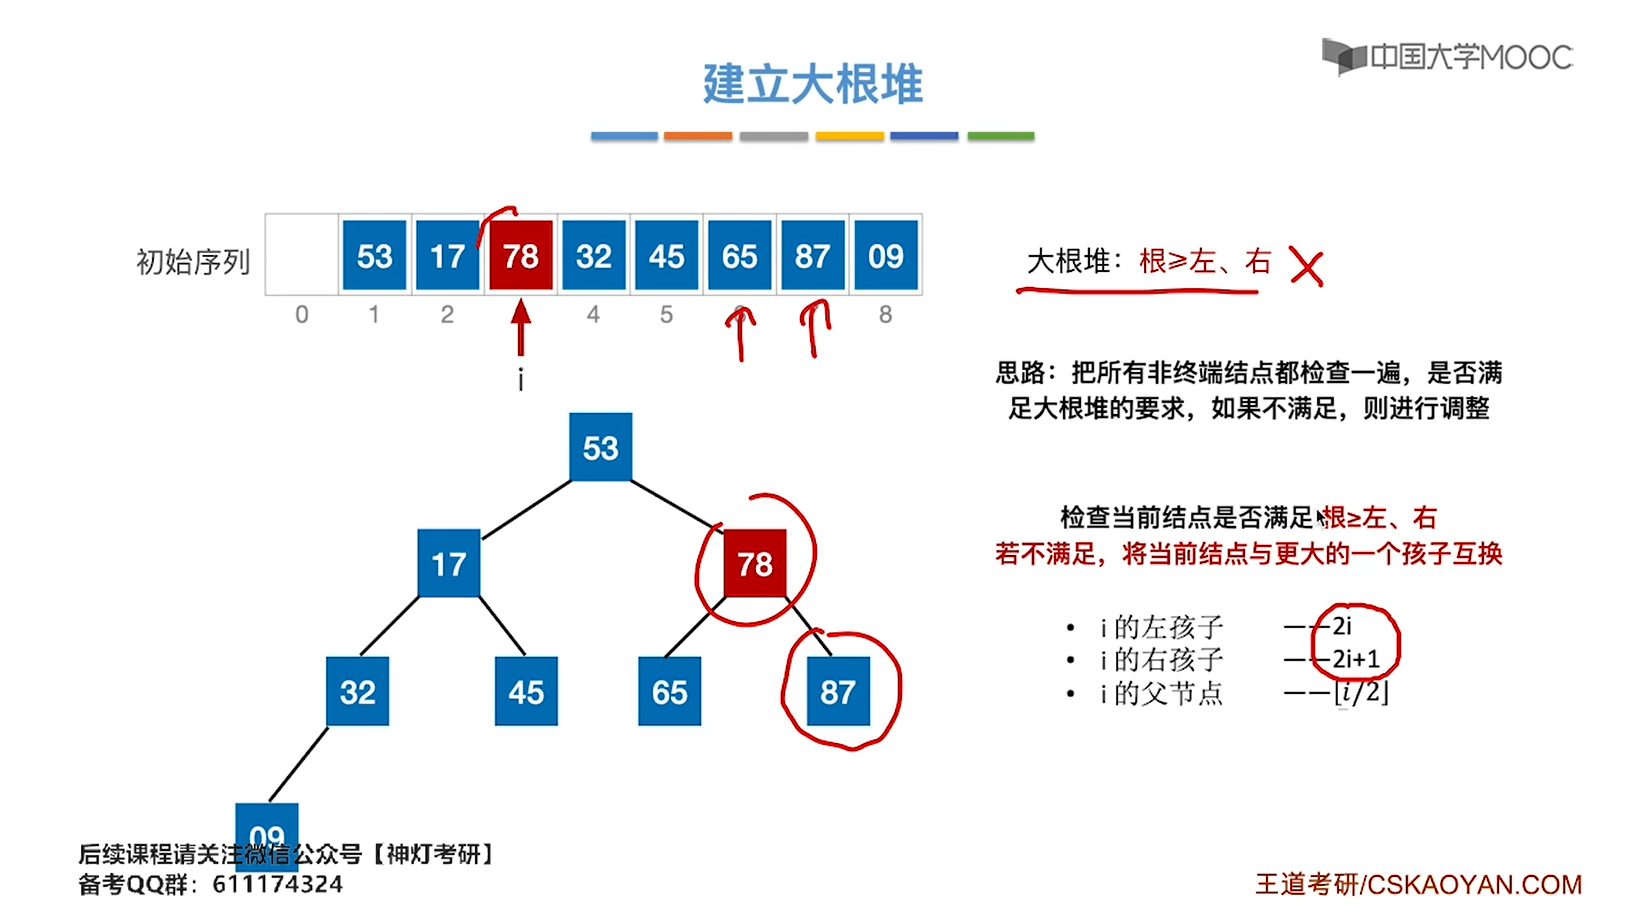 中国大学MOOC
建立大根堆
初始序列 53 17 78 32 45 65 87 09
0 1 2 4 5 8
i
大根堆：根≥左、右
思路：把所有非终端结点都检查一遍，是否满
足大根堆的要求，如果不满足，则进行调整
53
17 78
32 45 65 87
09
检查当前结点是否满足 根≥左、右
若不满足，将当前结点与更大的一个孩子互换
• i 的左孩子 ——2i
• i 的右孩子 ——2i+1
• i 的父节点 ——⌊i/2⌋
后续课程请关注微信公众号【神灯考研】
备考QQ群：611174324
王道考研/CSKAOYAN.COM